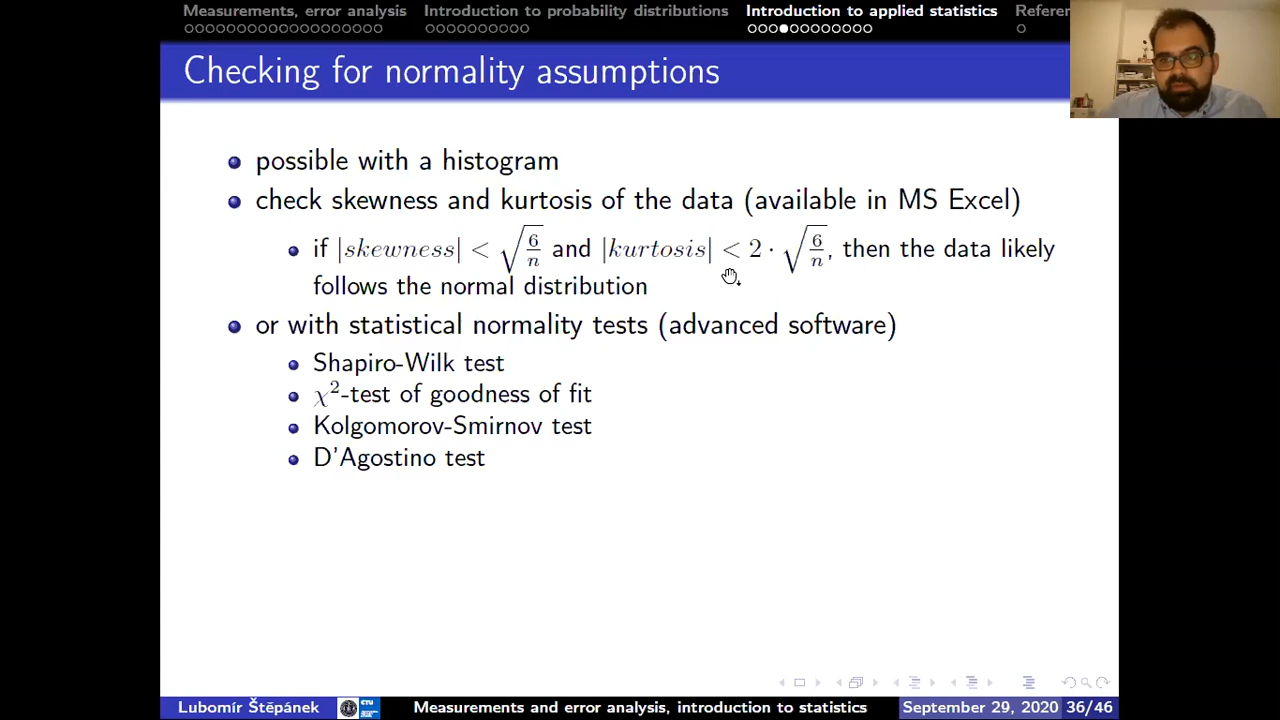 Measurements, error analysis Introduction to probability distributions Introduction to applied statistics Refere
Checking for normality assumptions
possible with a histogram
check skewness and kurtosis of the data (available in MS Excel)
if |skewness| < √(6/n) and |kurtosis| < 2 · √(6/n), then the data likely
follows the normal distribution
or with statistical normality tests (advanced software)
Shapiro-Wilk test
χ²-test of goodness of fit
Kolgomorov-Smirnov test
D'Agostino test
Lubomír Štěpánek CTU Measurements and error analysis, introduction to statistics September 29, 2020 36/46